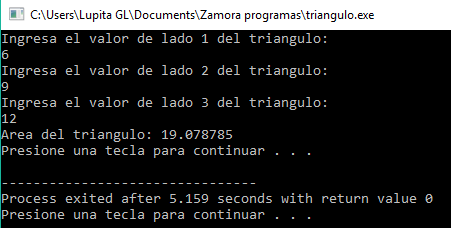 C:\Users\Lupita GL\Documents\Zamora programas\triangulo.exe
Ingresa el valor de lado 1 del triangulo:
6
Ingresa el valor de lado 2 del triangulo:
9
Ingresa el valor de lado 3 del triangulo:
12
Area del triangulo: 19.078785
Presione una tecla para continuar . . .
--------------------------------
Process exited after 5.159 seconds with return value 0
Presione una tecla para continuar . . .